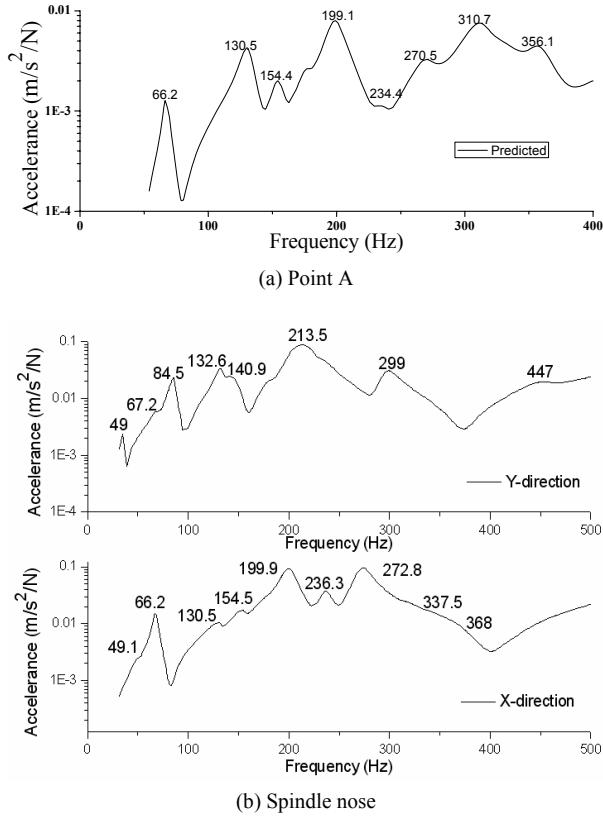 0.01
1E-3
1E-4
Accelerance (m/s²/N)
66.2
130.5
154.4
199.1
234.4
270.5
310.7
356.1
Predicted
0 100 200 300 400
Frequency (Hz)
(a) Point A
0.1
0.01
1E-3
1E-4
Accelerance (m/s²/N)
49
67.2
84.5
132.6
140.9
213.5
299
447
Y-direction
0 100 200 300 400 500
Frequency (Hz)
0.1
0.01
1E-3
Accelerance (m/s²/N)
49.1
66.2
130.5
154.5
199.9
236.3
272.8
337.5
368
X-direction
0 100 200 300 400 500
Frequency (Hz)
(b) Spindle nose